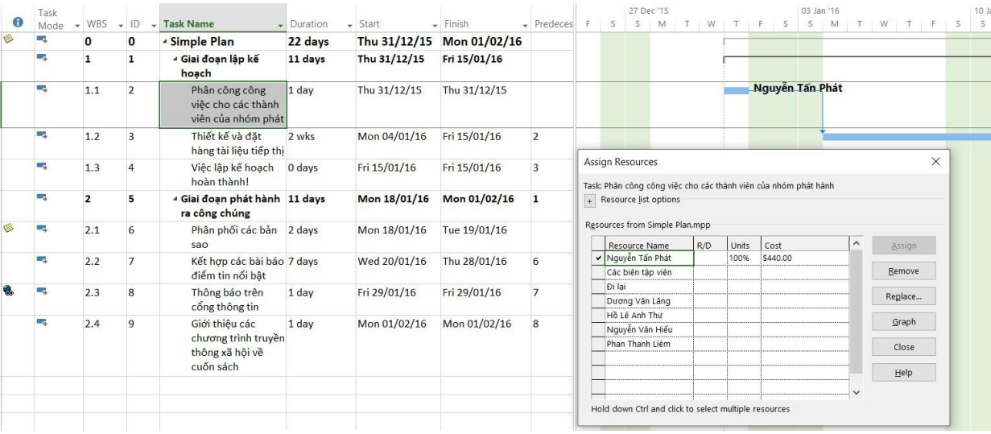 Task Mode WBS ID Task Name Duration Start Finish Predeces
27 Dec '15 03 Jan '16 10 Ja
F S S M T W T F S S M T W T F S S
0 0 Simple Plan 22 days Thu 31/12/15 Mon 01/02/16
1 1 Giai đoạn lập kế 11 days Thu 31/12/15 Fri 15/01/16
hoạch
1.1 2 Phân công công 1 day Thu 31/12/15 Thu 31/12/15 Nguyễn Tấn Phát
việc cho các thành
viên của nhóm phát
1.2 3 Thiết kế và đặt 2 wks Mon 04/01/16 Fri 15/01/16 2
hàng tài liệu tiếp thị
1.3 4 Việc lập kế hoạch 0 days Fri 15/01/16 Fri 15/01/16 3
hoàn thành!
2 5 Giai đoạn phát hành 11 days Mon 18/01/16 Mon 01/02/16 1
ra công chúng
2.1 6 Phân phối các bản 2 days Mon 18/01/16 Tue 19/01/16
sao
2.2 7 Kết hợp các bài báo 7 days Wed 20/01/16 Thu 28/01/16 6
điểm tin nổi bật
2.3 8 Thông báo trên 1 day Fri 29/01/16 Fri 29/01/16 7
cổng thông tin
2.4 9 Giới thiệu các 1 day Mon 01/02/16 Mon 01/02/16 8
chương trình truyền
thông xã hội về
cuốn sách
Assign Resources
Task: Phân công công việc cho các thành viên của nhóm phát hành
+ Resource list options
Resources from Simple Plan.mpp
Resource Name R/D Units Cost
Nguyễn Tấn Phát 100% $440.00
Các biên tập viên
Đi lại
Dương Văn Lăng
Hồ Lê Anh Thư
Nguyễn Văn Hiếu
Phan Thanh Liêm
Assign
Remove
Replace...
Graph
Close
Help
Hold down Ctrl and click to select multiple resources